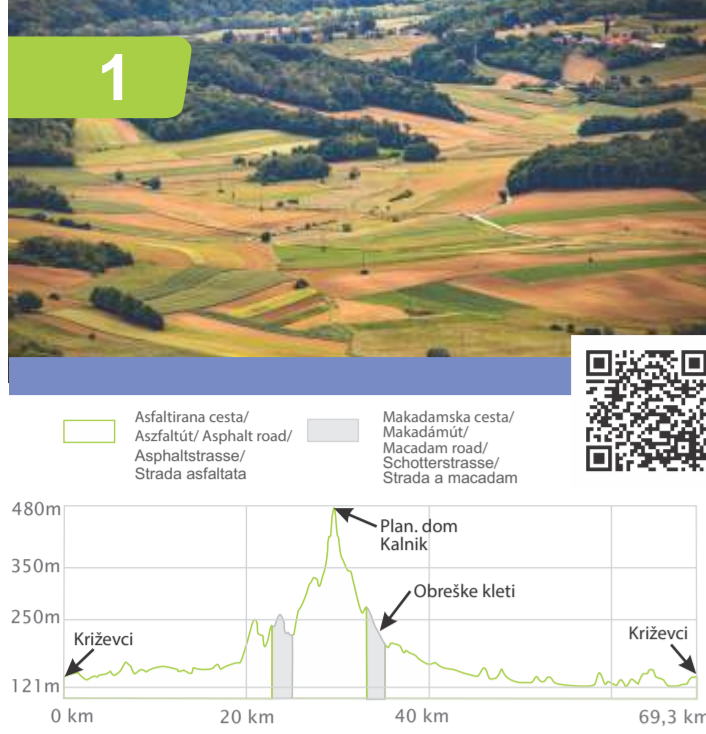 1
Asfaltirana cesta/
Aszfaltút/ Asphalt road/
Asphaltstrasse/
Strada asfaltata
Makadamska cesta/
Makadámút/
Macadam road/
Schotterstrasse/
Strada a macadam
480m
350m
250m
121m
Plan. dom
Kalnik
Obreške kleti
Križevci
Križevci
0 km
20 km
40 km
69,3 km